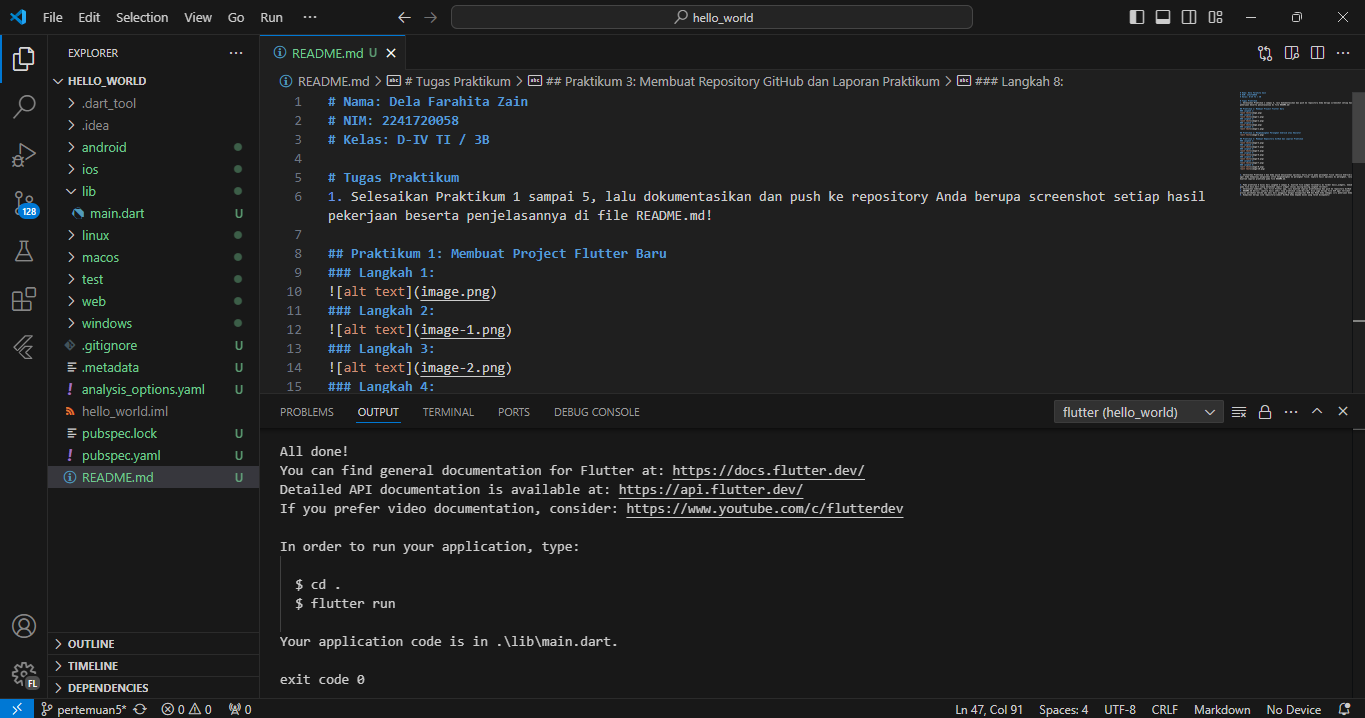 File Edit Selection View Go Run ··· hello_world
EXPLORER ···
HELLO_WORLD
.dart_tool
.idea
android
ios
lib
main.dart U
linux
macos
test
web
windows
.gitignore U
.metadata U
analysis_options.yaml U
hello_world.iml
pubspec.lock U
pubspec.yaml U
README.md U
OUTLINE
TIMELINE
DEPENDENCIES
128
FL
README.md U
README.md > # Tugas Praktikum > ## Praktikum 3: Membuat Repository GitHub dan Laporan Praktikum > ### Langkah 8:
1 # Nama: Dela Farahita Zain
2 # NIM: 2241720058
3 # Kelas: D-IV TI / 3B
4
5 # Tugas Praktikum
6 1. Selesaikan Praktikum 1 sampai 5, lalu dokumentasikan dan push ke repository Anda berupa screenshot setiap hasil
pekerjaan beserta penjelasannya di file README.md!
7
8 ## Praktikum 1: Membuat Project Flutter Baru
9 ### Langkah 1:
10 ![alt text](image.png)
11 ### Langkah 2:
12 ![alt text](image-1.png)
13 ### Langkah 3:
14 ![alt text](image-2.png)
15 ### Langkah 4:
PROBLEMS OUTPUT TERMINAL PORTS DEBUG CONSOLE flutter (hello_world)
All done!
You can find general documentation for Flutter at: https://docs.flutter.dev/
Detailed API documentation is available at: https://api.flutter.dev/
If you prefer video documentation, consider: https://www.youtube.com/c/flutterdev
In order to run your application, type:
$ cd .
$ flutter run
Your application code is in .\lib\main.dart.
exit code 0
pertemuan5* 0 0 0 Ln 47, Col 91 Spaces: 4 UTF-8 CRLF Markdown No Device